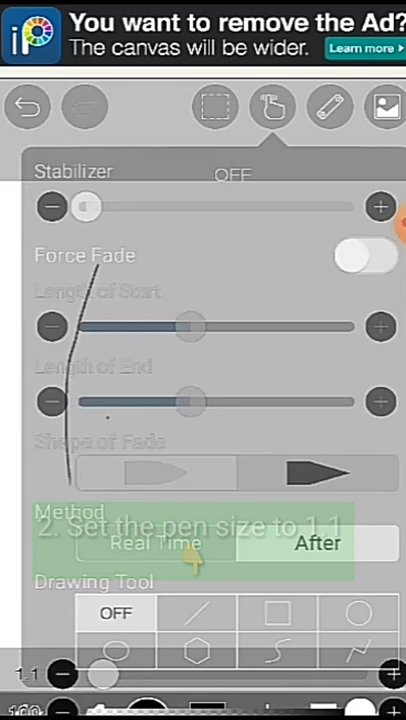 You want to remove the Ad?
The canvas will be wider.
Learn more
Stabilizer
OFF
Force Fade
Length of Start
Length of End
Shape of Fade
Method
2. Set the pen size to 1.1
Real Time
After
Drawing Tool
OFF
1.1